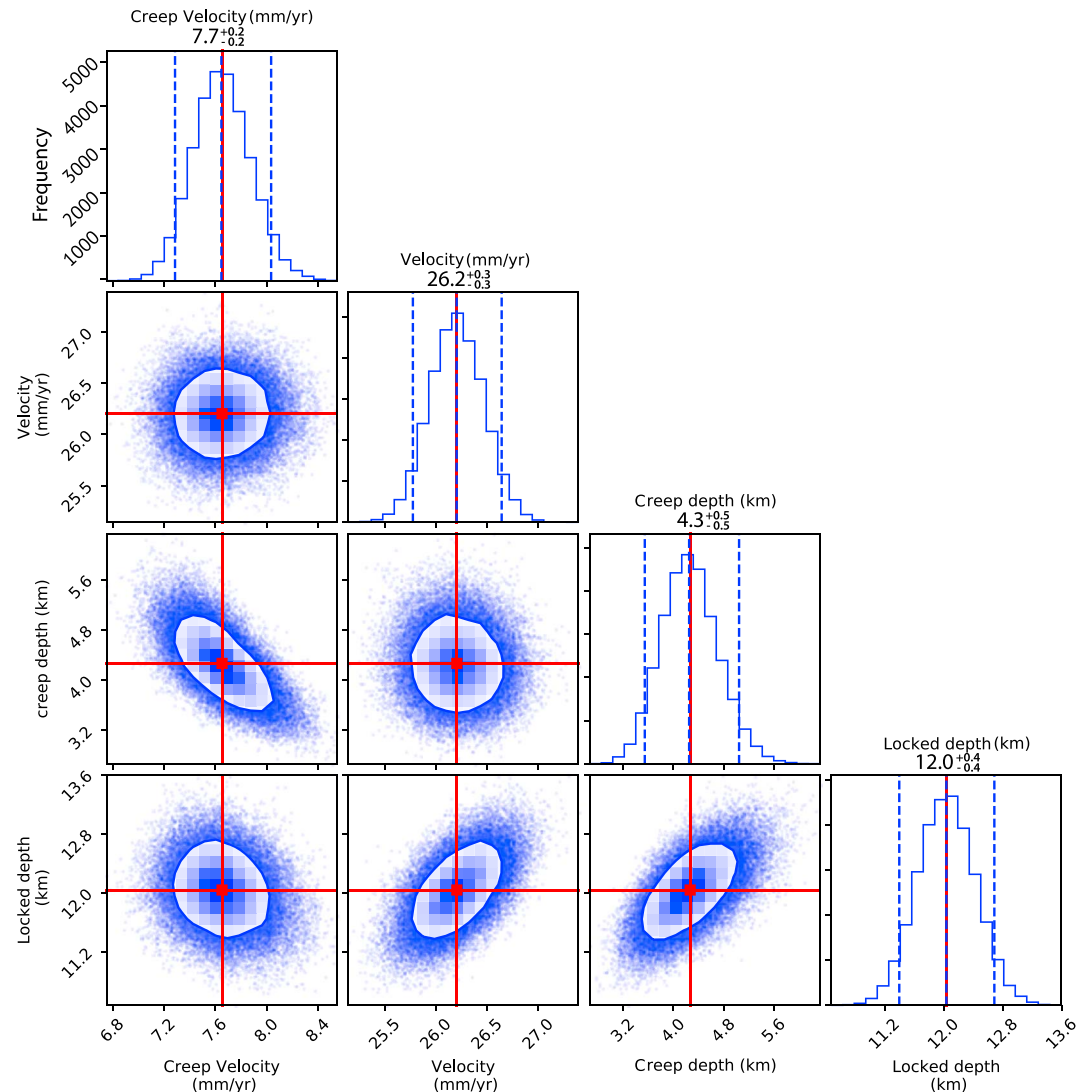 Creep Velocity (mm/yr)
7.7 +0.2 -0.2
5000
4000
3000
2000
1000
Frequency
Velocity (mm/yr)
26.2 +0.3 -0.3
27.0
26.5
26.0
25.5
Velocity
(mm/yr)
Creep depth (km)
4.3 +0.5 -0.5
5.6
4.8
4.0
3.2
creep depth (km)
Locked depth (km)
12.0 +0.4 -0.4
13.6
12.8
12.0
11.2
Locked depth
(km)
6.8 7.2 7.6 8.0 8.4 25.5 26.0 26.5 27.0 3.2 4.0 4.8 5.6 11.2 12.0 12.8 13.6
Creep Velocity
(mm/yr)
Velocity
(mm/yr)
Creep depth (km)
Locked depth
(km)